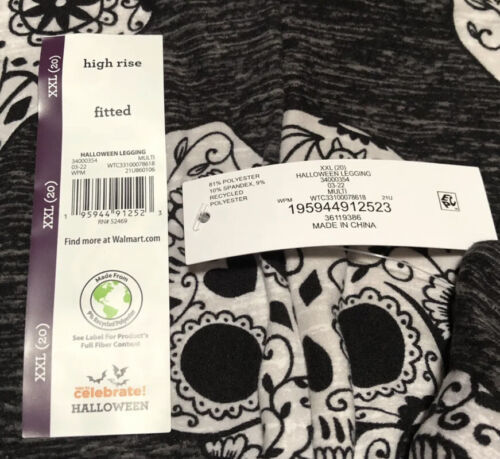 XXL (20)
XXL (20)
XXL (20)
high rise
fitted
HALLOWEEN LEGGING
34000354 MULTI
03-22 WTC33100078618
WPM 21U860106
1 95944 91252 3
RN# 52469
Find more at Walmart.com
Made From
9% Recycled Polyester
See Label For Product's
Full Fiber Content
celebrate!
HALLOWEEN
81% POLYESTER
10% SPANDEX, 9%
RECYCLED
POLYESTER
XXL (20)
HALLOWEEN LEGGING
34000354
03-22
MULTI
WPM WTC33100078618 21U
195944912523
36119386
MADE IN CHINA